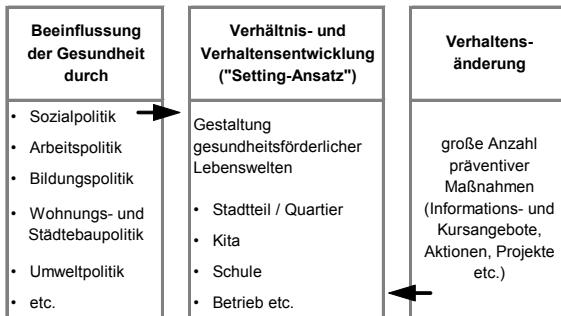 Beeinflussung
der Gesundheit
durch
• Sozialpolitik
• Arbeitspolitik
• Bildungspolitik
• Wohnungs- und
Städtebaupolitik
• Umweltpolitik
• etc.
Verhältnis- und
Verhaltensentwicklung
("Setting-Ansatz")
Gestaltung
gesundheitsförderlicher
Lebenswelten
• Stadtteil / Quartier
• Kita
• Schule
• Betrieb etc.
Verhaltens-
änderung
große Anzahl
präventiver
Maßnahmen
(Informations- und
Kursangebote,
Aktionen, Projekte
etc.)